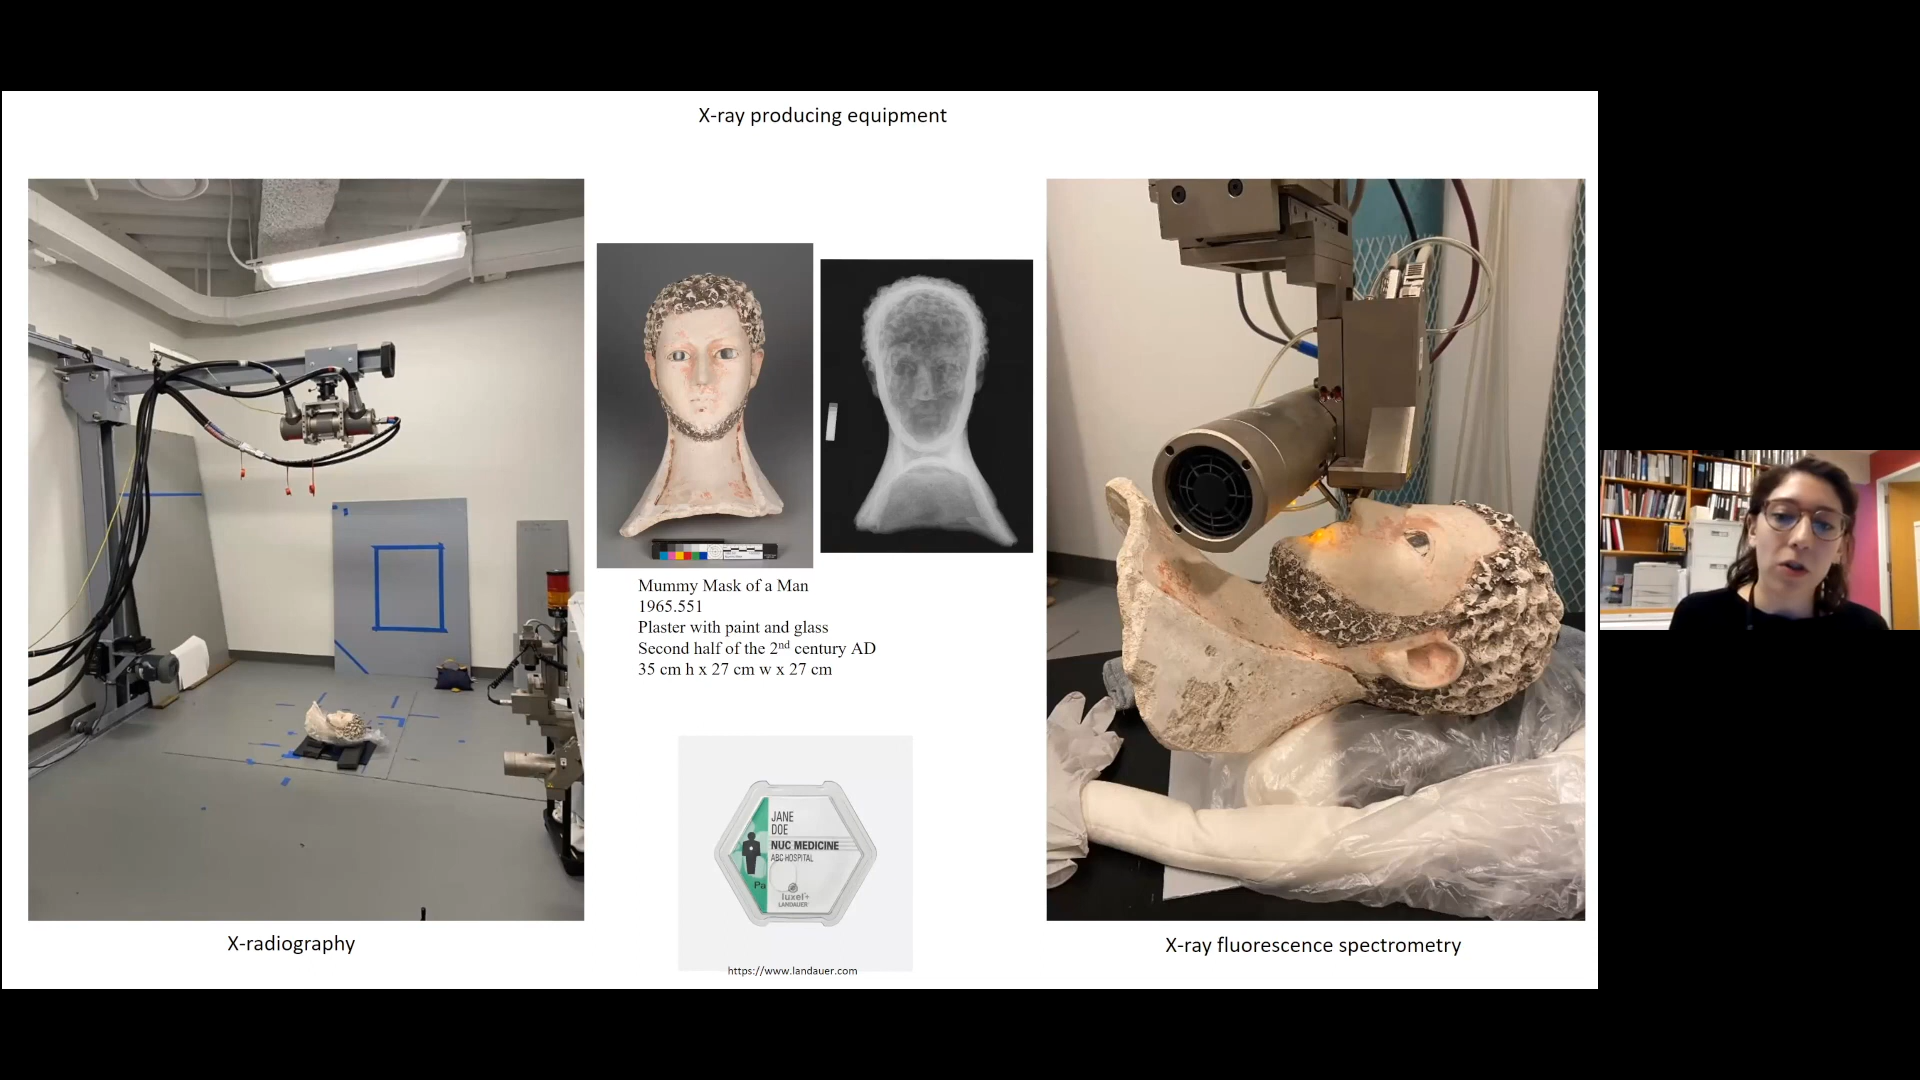 X-ray producing equipment
Mummy Mask of a Man
1965.551
Plaster with paint and glass
Second half of the 2nd century AD
35 cm h x 27 cm w x 27 cm
JANE
DOE
NUC MEDICINE
ABC HOSPITAL
Pa
luxel+
LANDAUER
https://www.landauer.com
X-radiography
X-ray fluorescence spectrometry